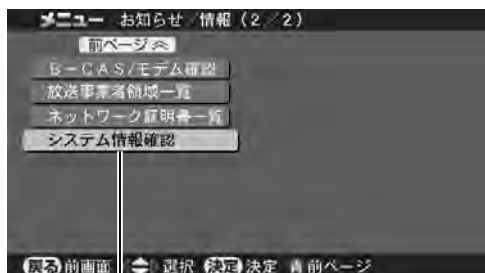 メニュー お知らせ/情報(2/2)
前ページ
B-CAS/モデム確認
放送事業者領域一覧
ネットワーク証明書一覧
システム情報確認
戻る 前画面 選択 決定 決定 青 前ページ